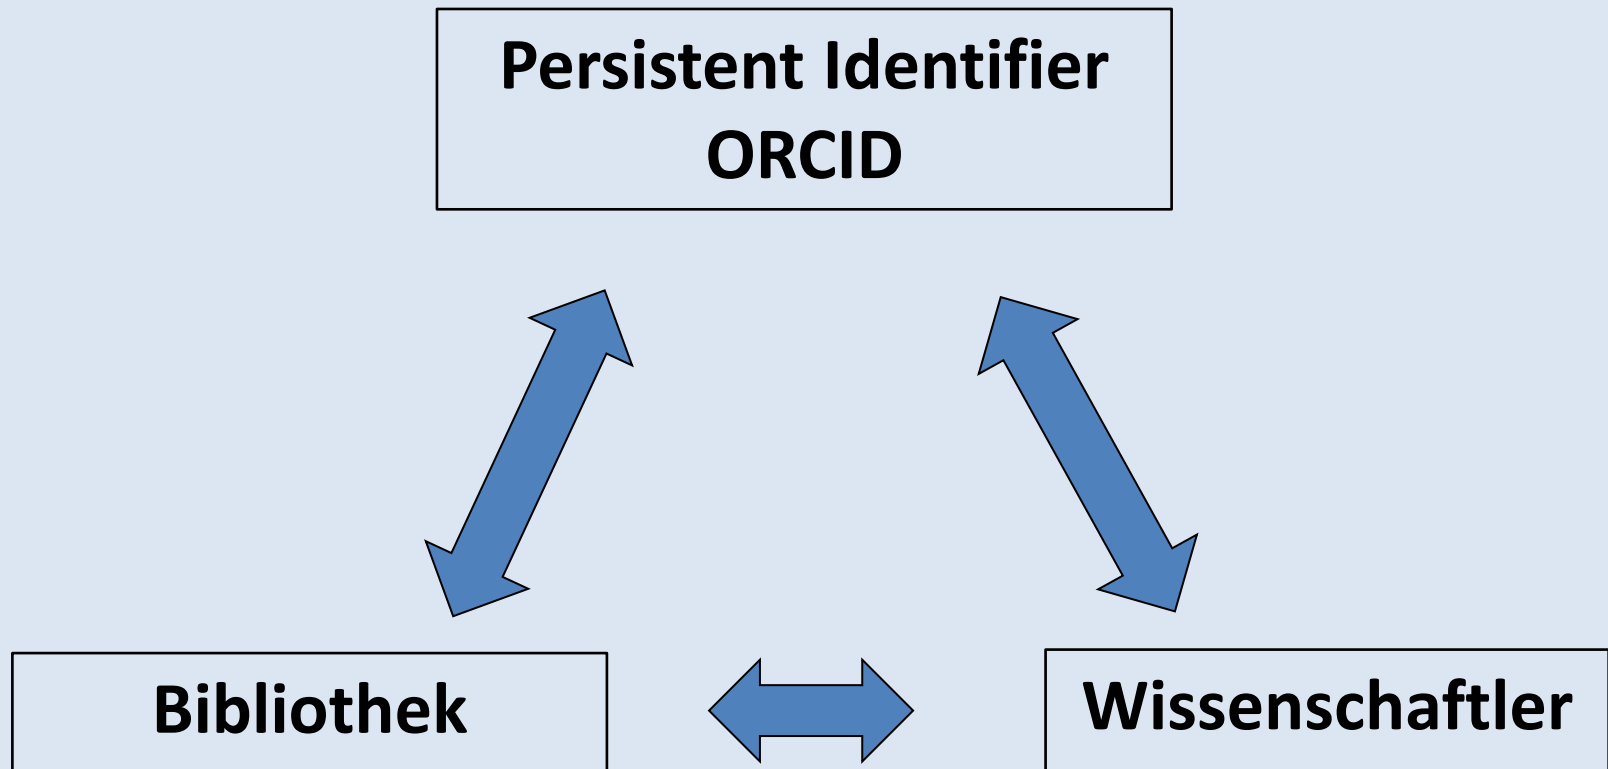 Persistent Identifier
ORCID
Bibliothek
Wissenschaftler